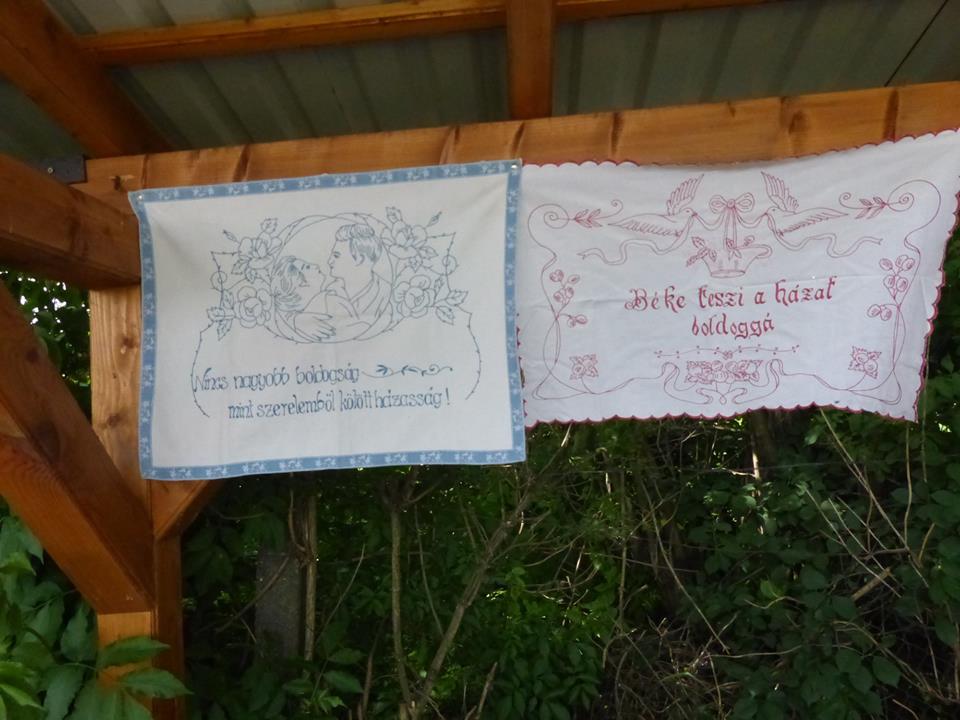 Nincs nagyobb boldogság
mint szerelemből kötött házasság!
Béke teszi a házat
boldoggá